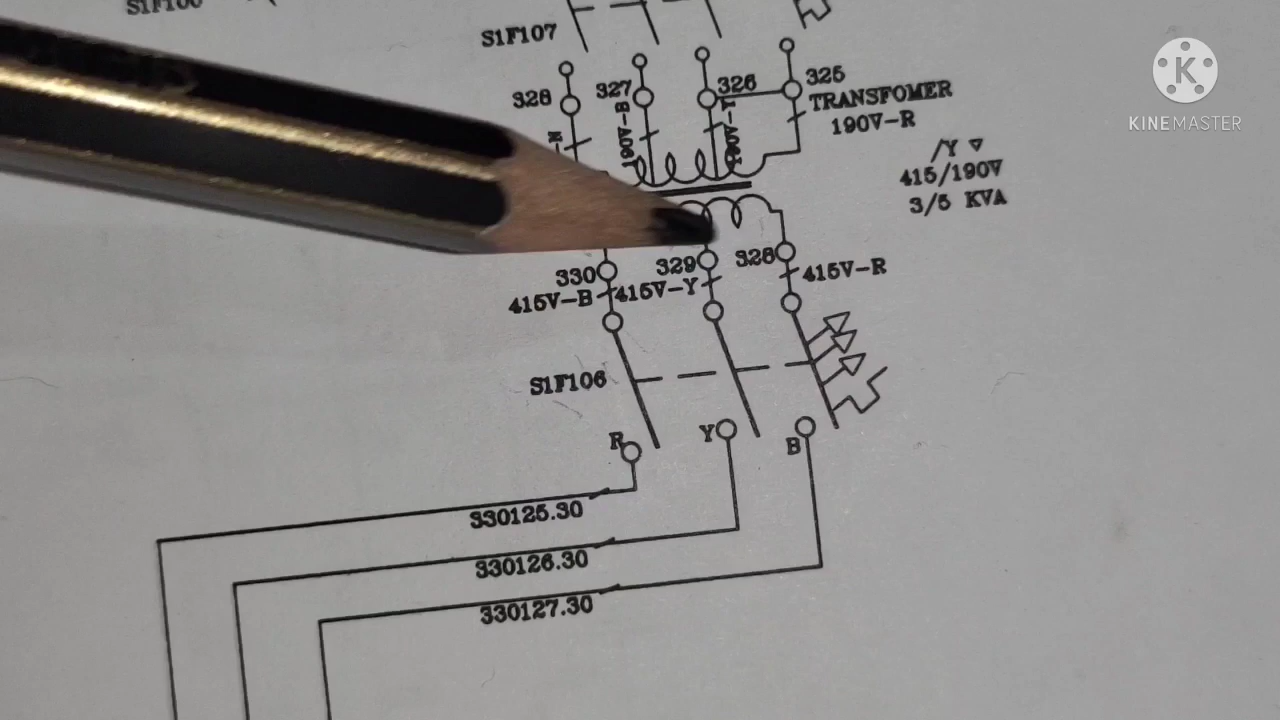 S1F107
325
326
327
328
TRANSFOMER
190V-R
/Y ▽
415/190V
3/5 KVA
KINEMASTER
330
329
328
415V-B
415V-Y
415V-R
S1F106
R
Y
B
330125.30
330126.30
330127.30